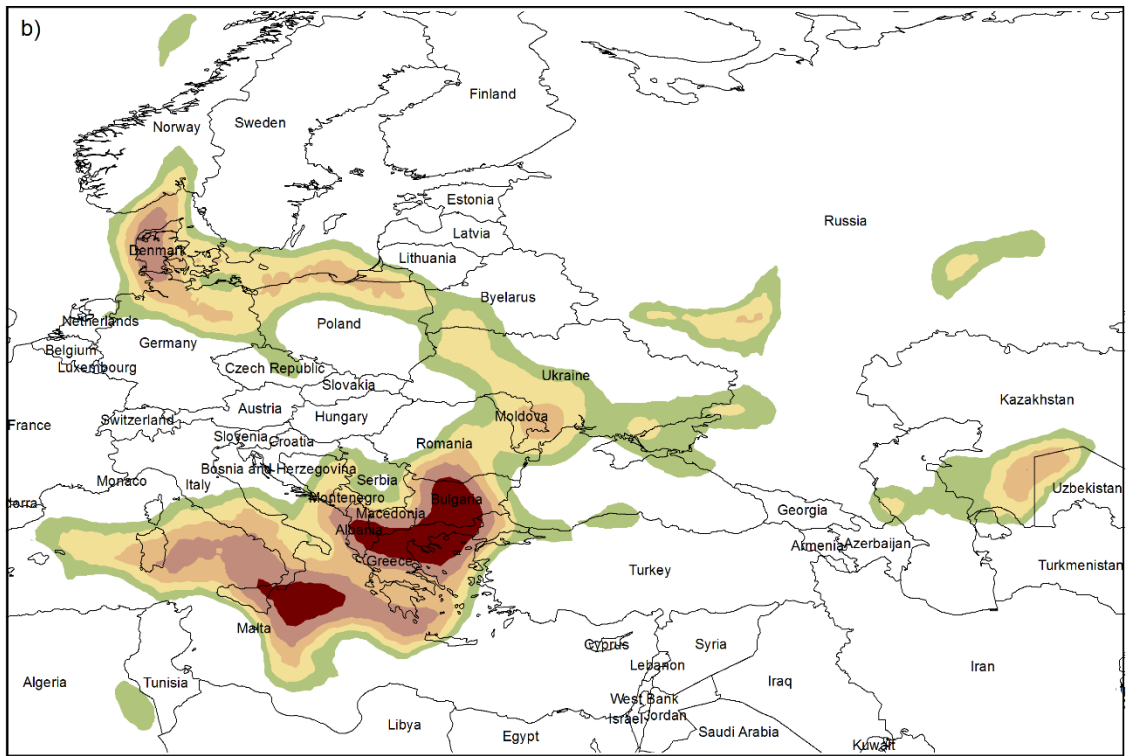 b)
Finland
Norway
Sweden
Estonia
Russia
Latvia
Denmark
Lithuania
Byelarus
Netherlands
Poland
Germany
Belgium
Luxembourg
Czech Republic
Ukraine
Slovakia
Kazakhstan
Austria
Hungary
Moldova
Switzerland
France
Slovenia
Croatia
Romania
Bosnia and Herzegovina
Monaco
Italy
Serbia
Uzbekistan
Montenegro
Bulgaria
dorra
Macedonia
Georgia
Albania
Armenia
Azerbaijan
Greece
Turkey
Turkmenistan
Malta
Cyprus
Syria
Lebanon
Iran
Algeria
Tunisia
Iraq
West Bank
Israel
Jordan
Libya
Egypt
Saudi Arabia
Kuwait